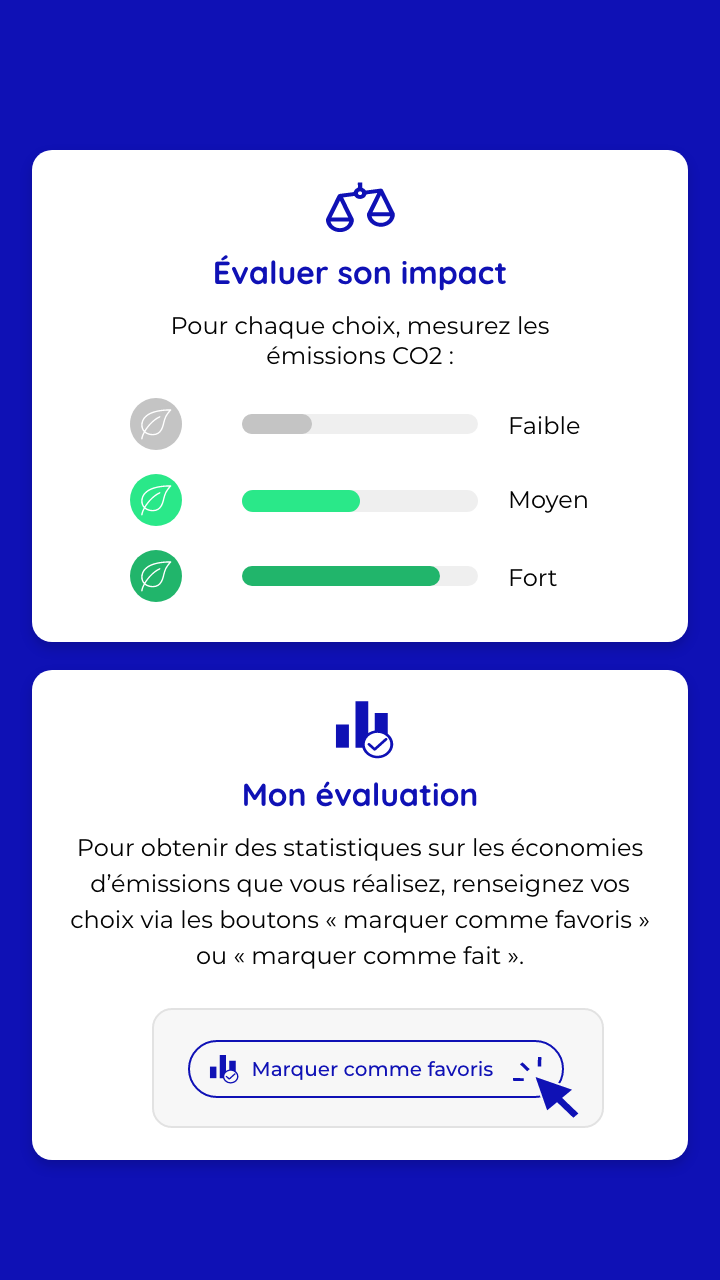 Évaluer son impact
Pour chaque choix, mesurez les
émissions CO2 :
Faible
Moyen
Fort
Mon évaluation
Pour obtenir des statistiques sur les économies
d’émissions que vous réalisez, renseignez vos
choix via les boutons « marquer comme favoris »
ou « marquer comme fait ».
Marquer comme favoris